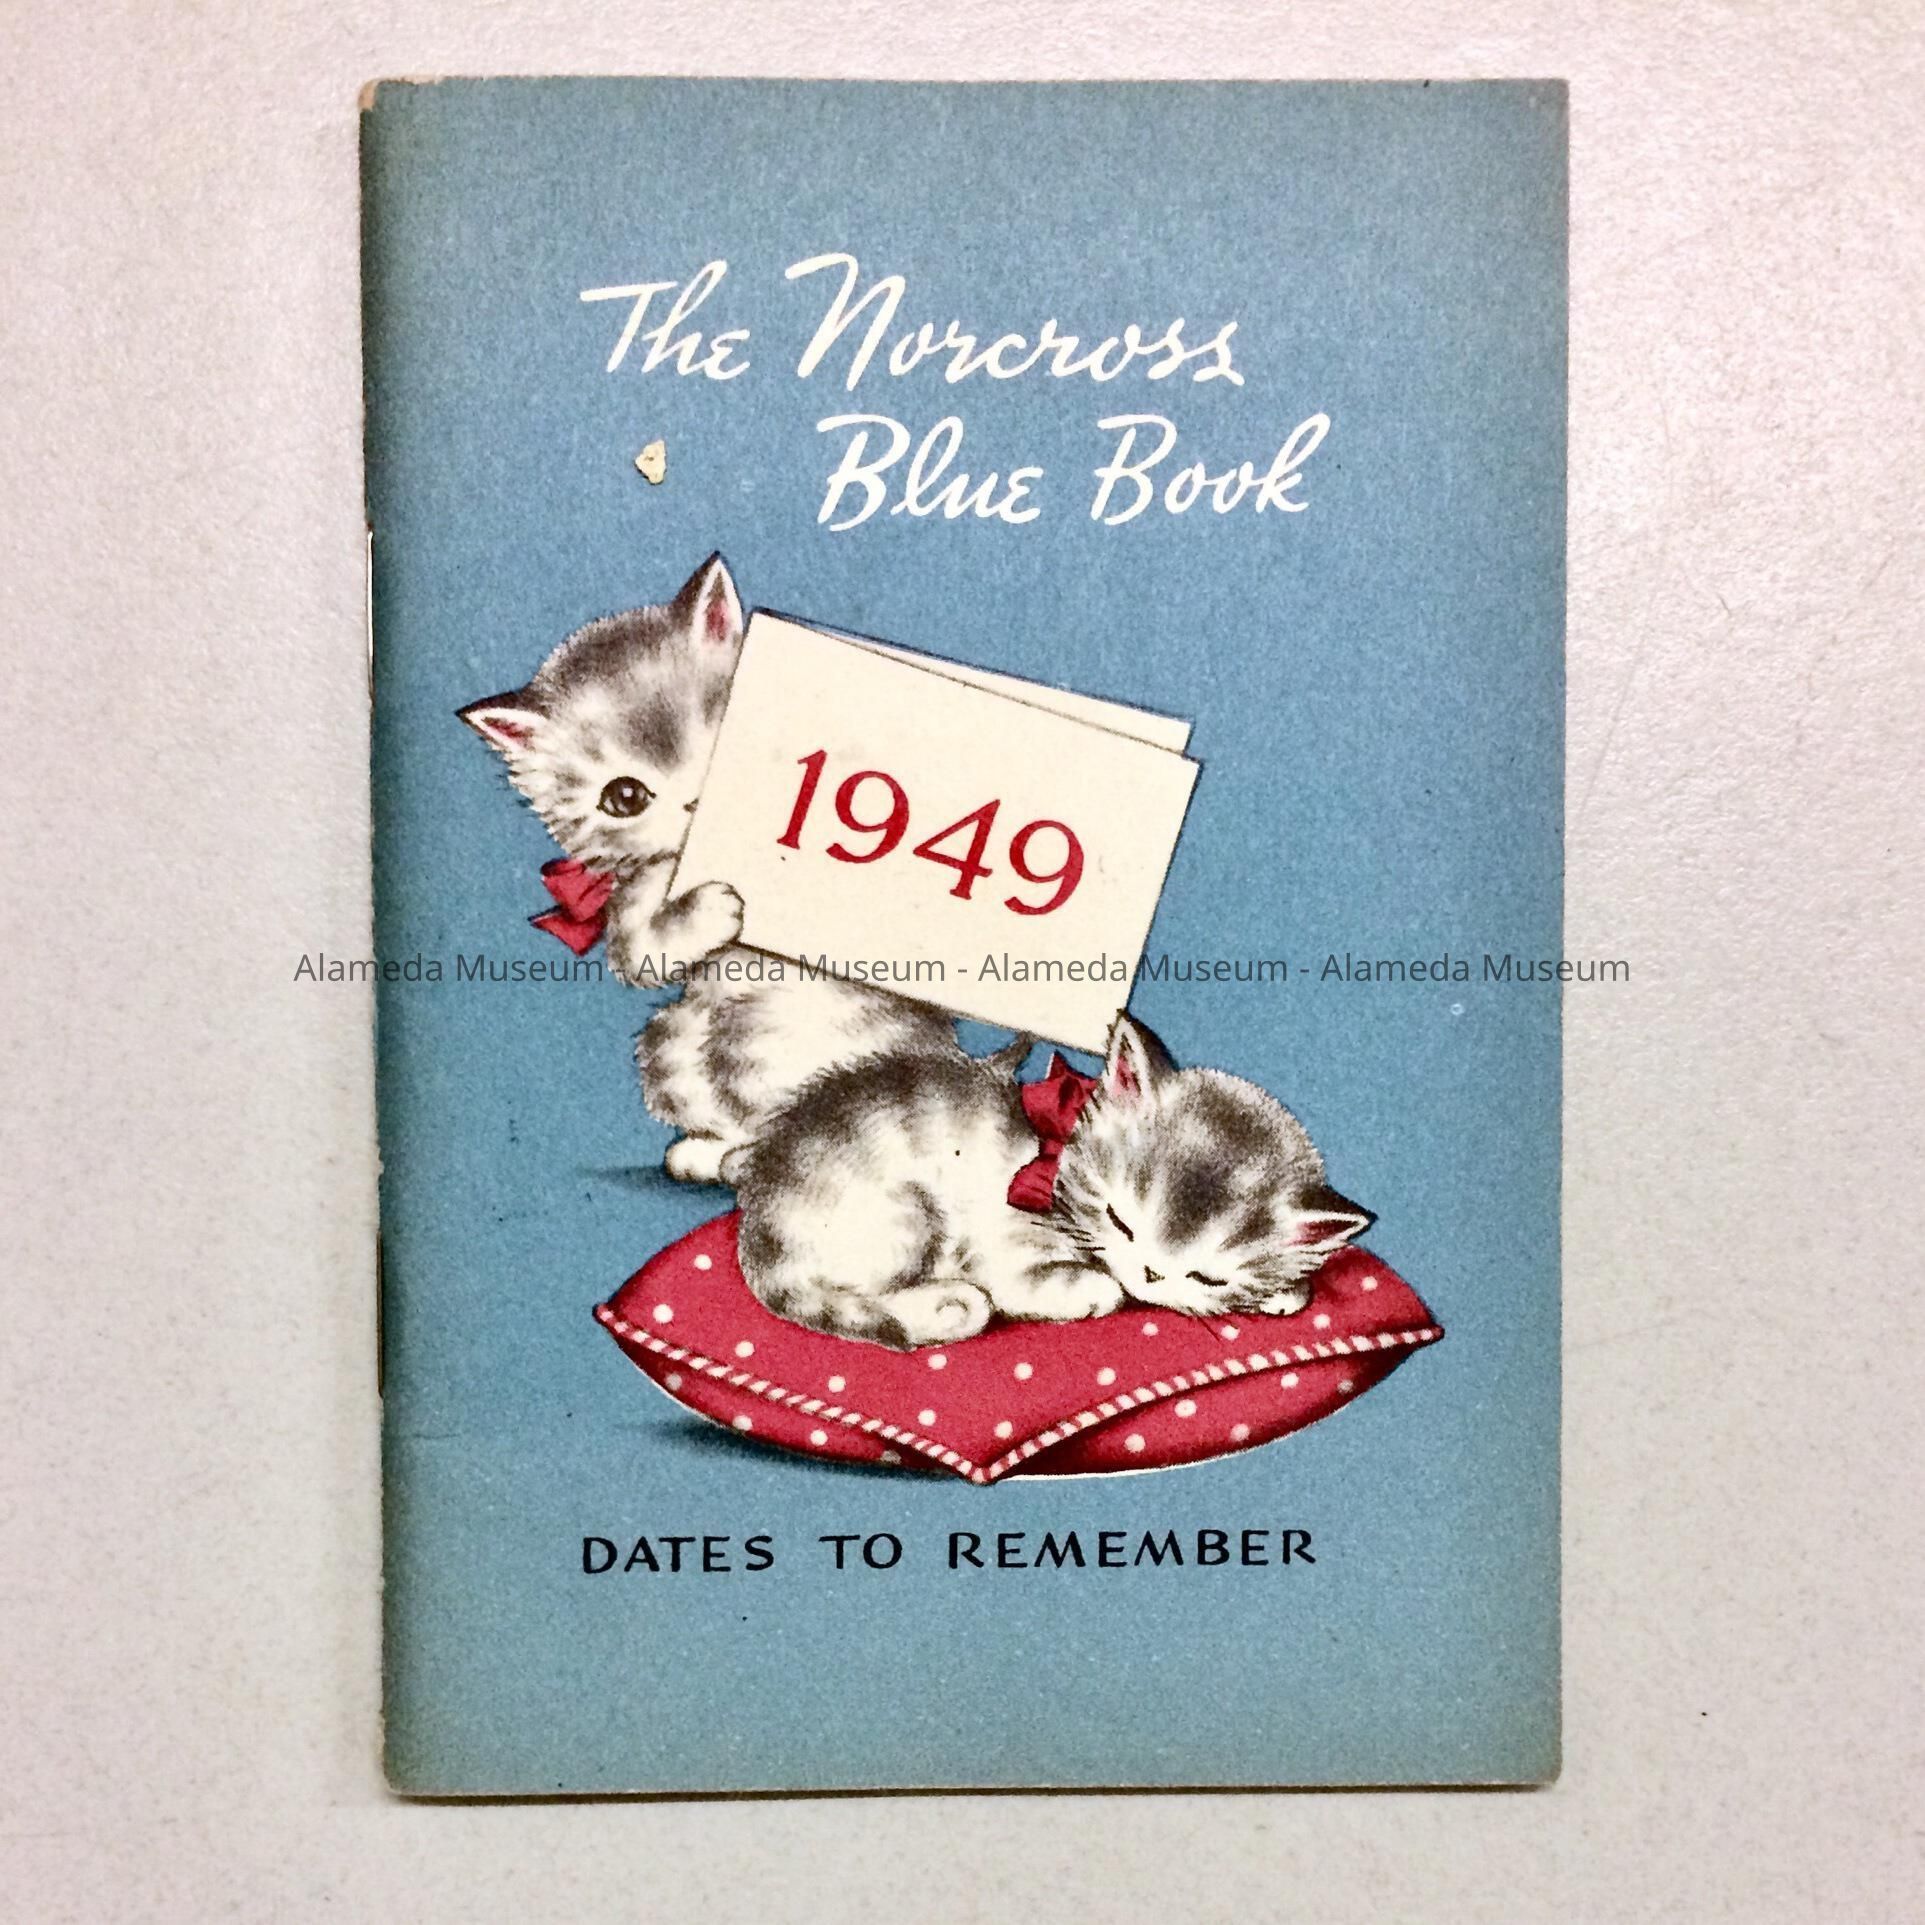 The Norcross
Blue Book
1949
Alameda Museum - Alameda Museum - Alameda Museum - Alameda Museum
DATES TO REMEMBER